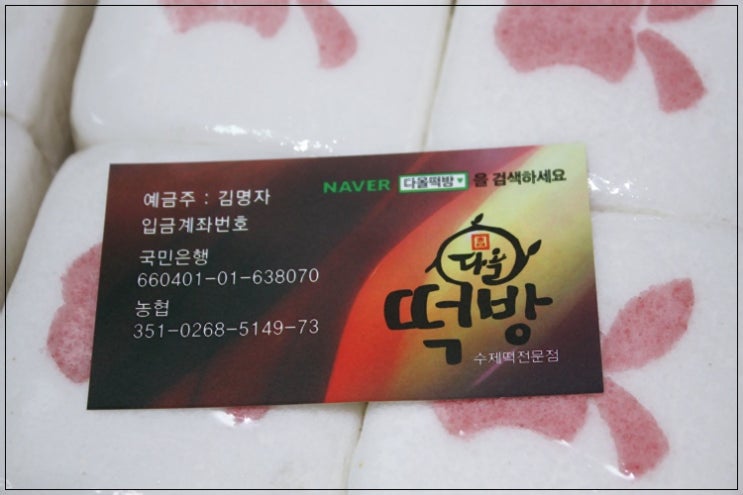 NAVER 다올떡방 을 검색하세요
예금주 : 김명자
입금계좌번호
국민은행
660401-01-638070
농협
351-0268-5149-73
다올
떡방
수제떡전문점